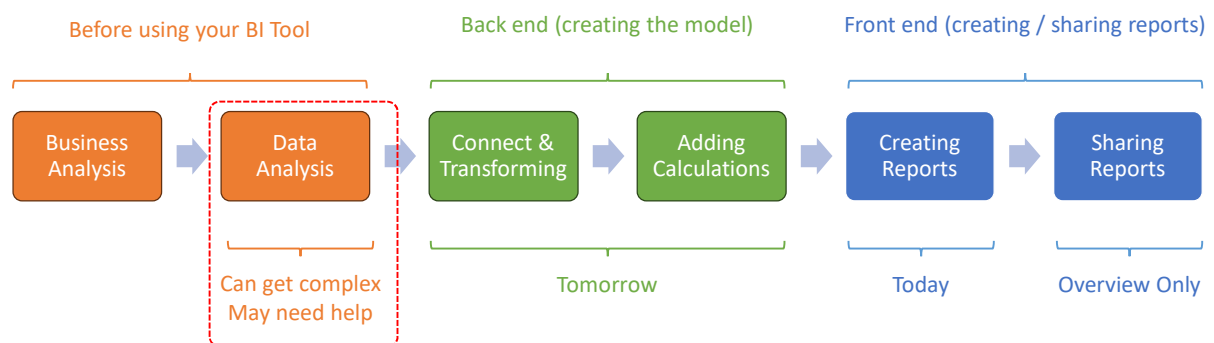 Before using your BI Tool
Back end (creating the model)
Front end (creating / sharing reports)
Business
Analysis
Data
Analysis
Connect &
Transforming
Adding
Calculations
Creating
Reports
Sharing
Reports
Can get complex
May need help
Tomorrow
Today
Overview Only